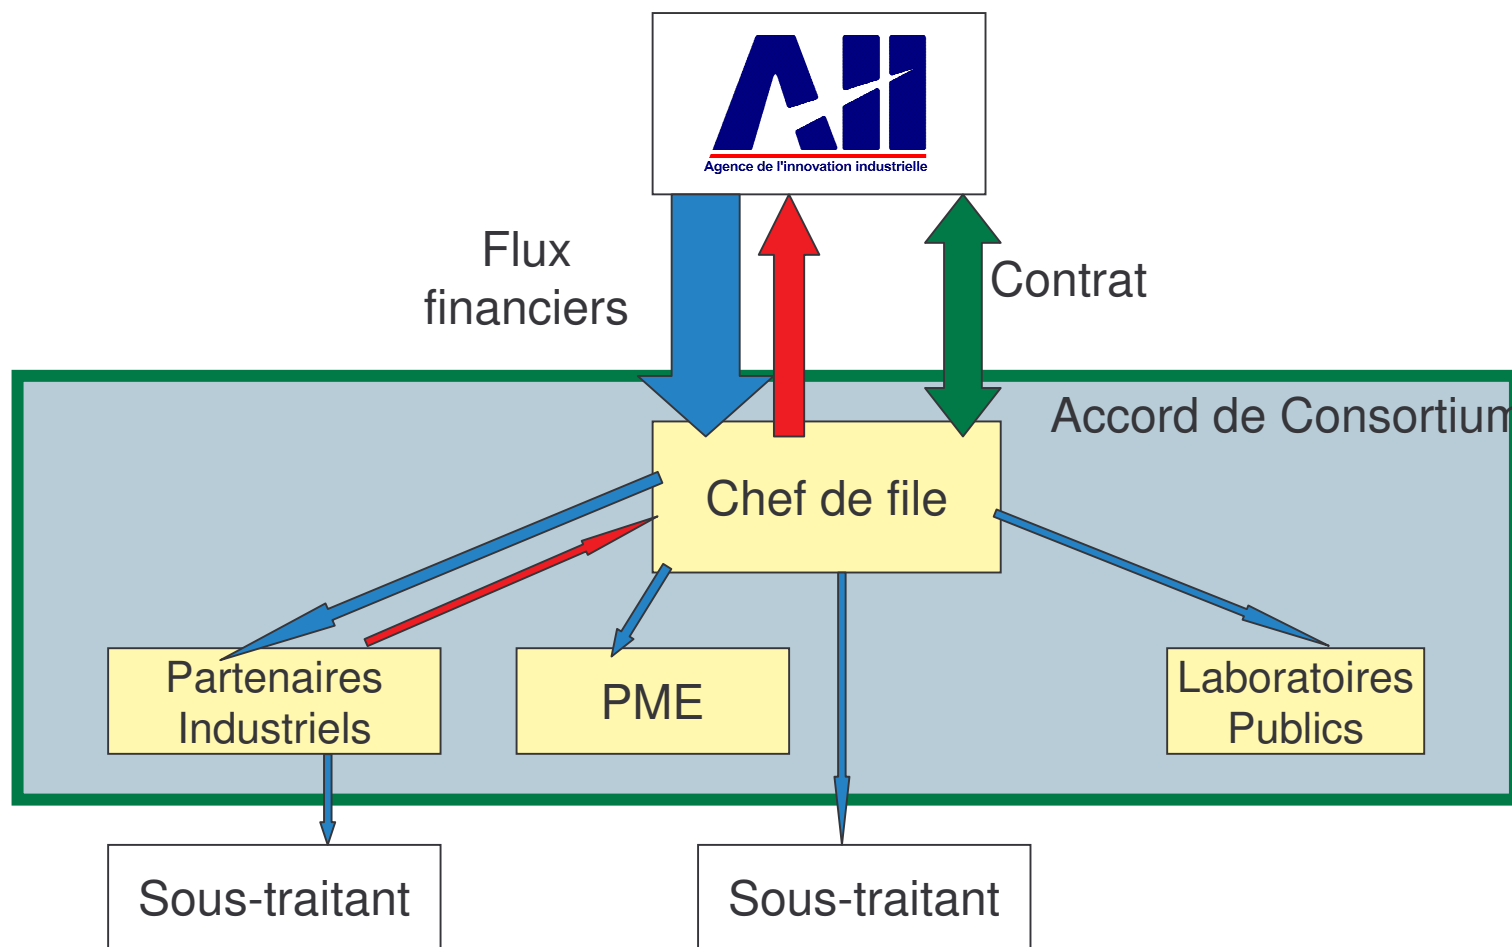 AII
Agence de l'innovation industrielle
Flux
financiers
Contrat
Accord de Consortium
Chef de file
Partenaires
Industriels
PME
Laboratoires
Publics
Sous-traitant
Sous-traitant